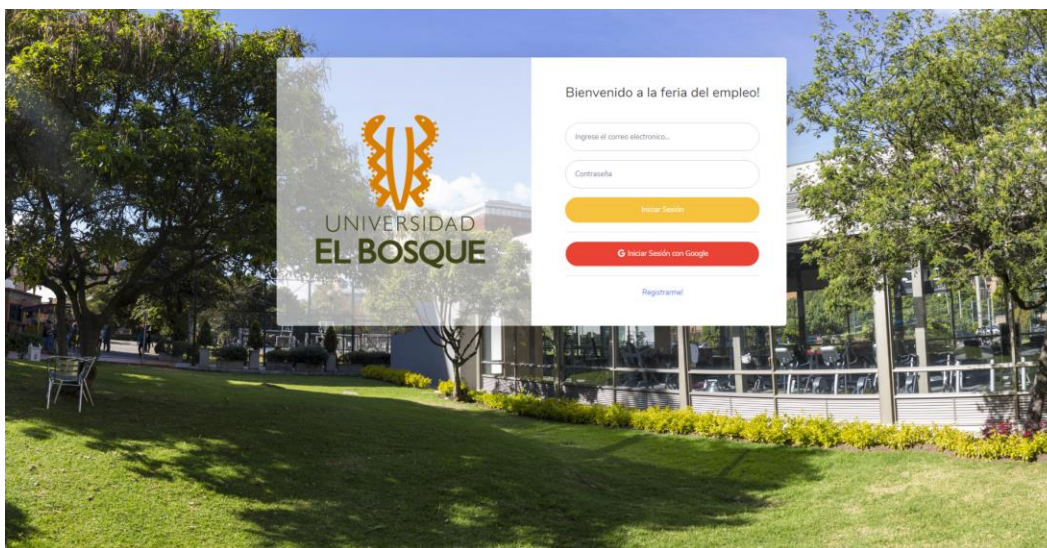 UNIVERSIDAD
EL BOSQUE
Bienvenido a la feria del empleo!
Ingrese el correo electronico...
Contraseña
Iniciar Sesión
G Iniciar Sesión con Google
Registrarme!